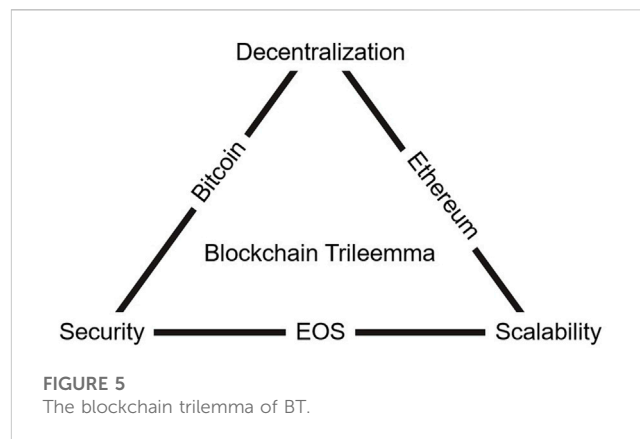 Decentralization
Bitcoin
Ethereum
Blockchain Trileemma
Security
EOS
Scalability
FIGURE 5
The blockchain trilemma of BT.